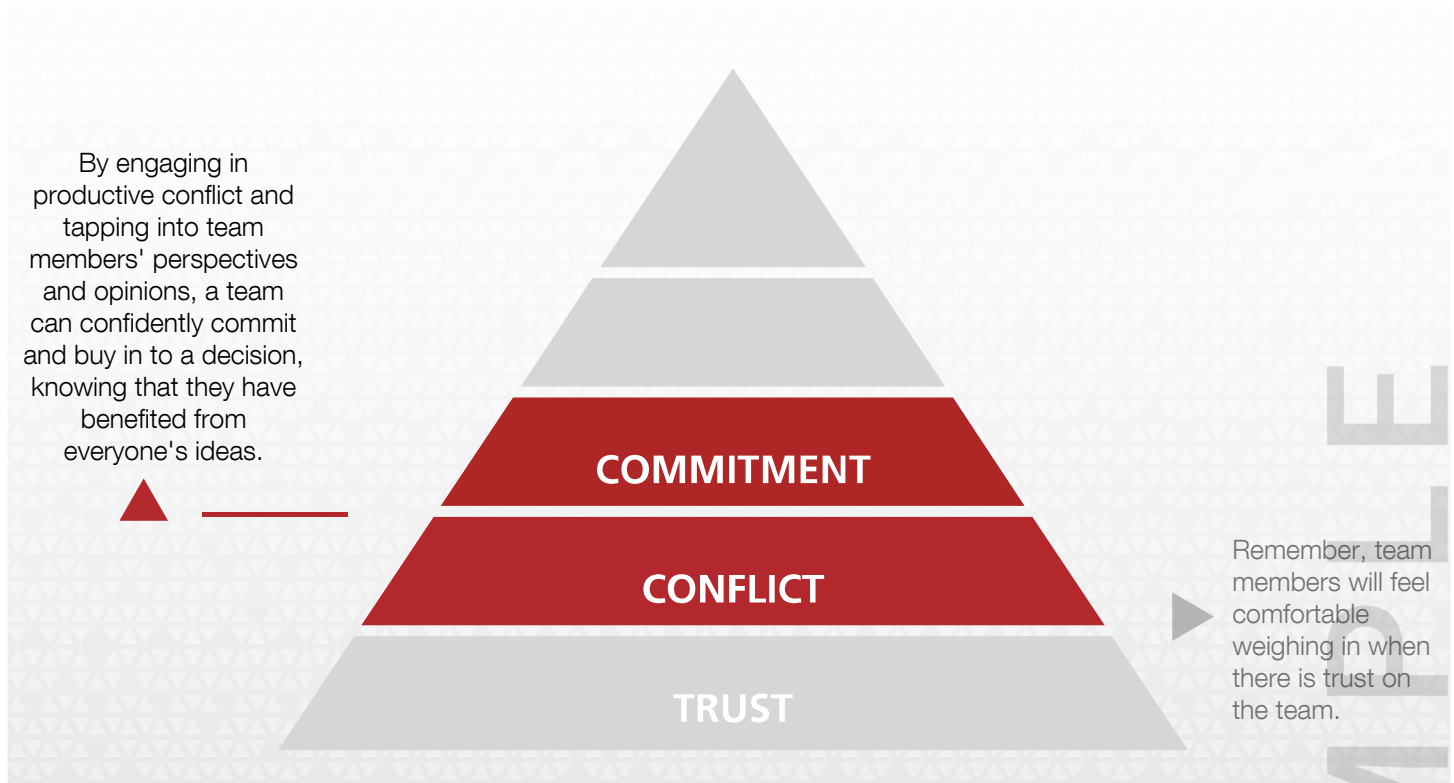 By engaging in
productive conflict and
tapping into team
members' perspectives
and opinions, a team
can confidently commit
and buy in to a decision,
knowing that they have
benefited from
everyone's ideas.
COMMITMENT
CONFLICT
TRUST
Remember, team
members will feel
comfortable
weighing in when
there is trust on
the team.
MPLE